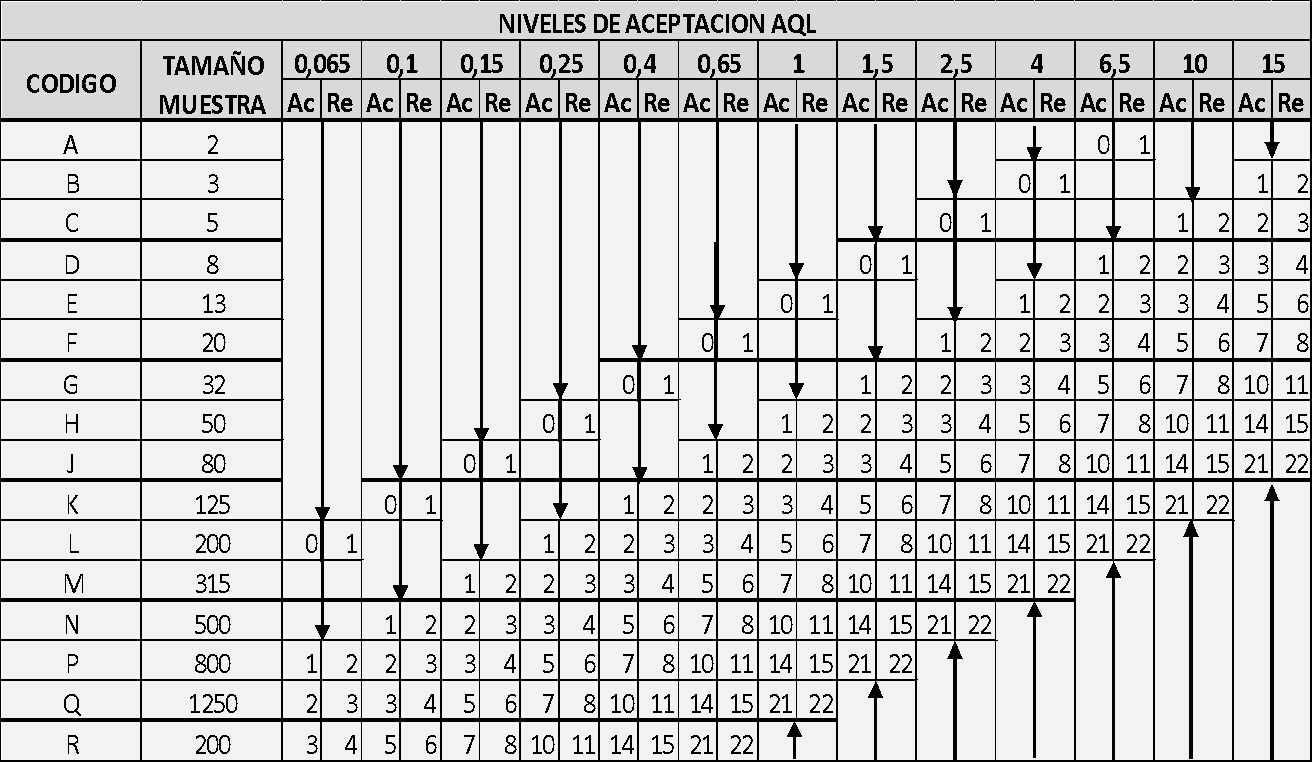 NIVELES DE ACEPTACION AQL
CODIGO TAMAÑO MUESTRA 0,065 0,1 0,15 0,25 0,4 0,65 1 1,5 2,5 4 6,5 10 15
Ac Re Ac Re Ac Re Ac Re Ac Re Ac Re Ac Re Ac Re Ac Re Ac Re Ac Re Ac Re Ac Re
A 2 0 1
B 3 0 1 1 2
C 5 0 1 1 2 2 3
D 8 0 1 1 2 2 3 3 4
E 13 0 1 1 2 2 3 3 4 5 6
F 20 0 1 1 2 2 3 3 4 5 6 7 8
G 32 0 1 1 2 2 3 3 4 5 6 7 8 10 11
H 50 0 1 1 2 2 3 3 4 5 6 7 8 10 11 14 15
J 80 0 1 1 2 2 3 3 4 5 6 7 8 10 11 14 15 21 22
K 125 0 1 1 2 2 3 3 4 5 6 7 8 10 11 14 15 21 22
L 200 0 1 1 2 2 3 3 4 5 6 7 8 10 11 14 15 21 22
M 315 1 2 2 3 3 4 5 6 7 8 10 11 14 15 21 22
N 500 1 2 2 3 3 4 5 6 7 8 10 11 14 15 21 22
P 800 1 2 2 3 3 4 5 6 7 8 10 11 14 15 21 22
Q 1250 2 3 3 4 5 6 7 8 10 11 14 15 21 22
R 200 3 4 5 6 7 8 10 11 14 15 21 22